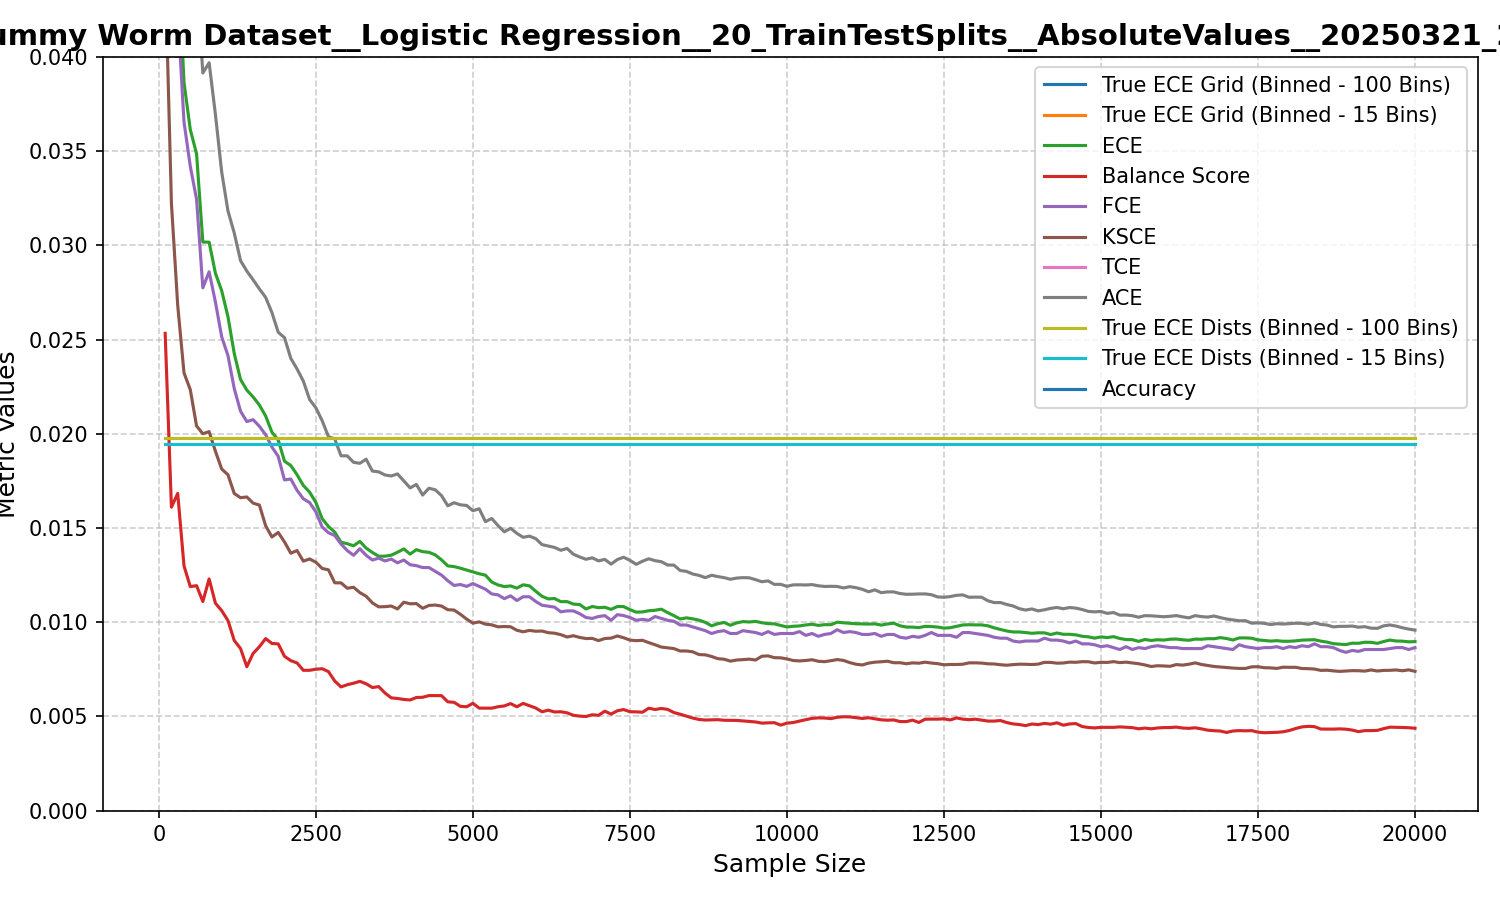 ummy Worm Dataset__Logistic Regression__20_TrainTestSplits__AbsoluteValues__20250321_
0.040
0.035
0.030
0.025
0.020
0.015
0.010
0.005
0.000
Metric Values
True ECE Grid (Binned - 100 Bins)
True ECE Grid (Binned - 15 Bins)
ECE
Balance Score
FCE
KSCE
TCE
ACE
True ECE Dists (Binned - 100 Bins)
True ECE Dists (Binned - 15 Bins)
Accuracy
0 2500 5000 7500 10000 12500 15000 17500 20000
Sample Size